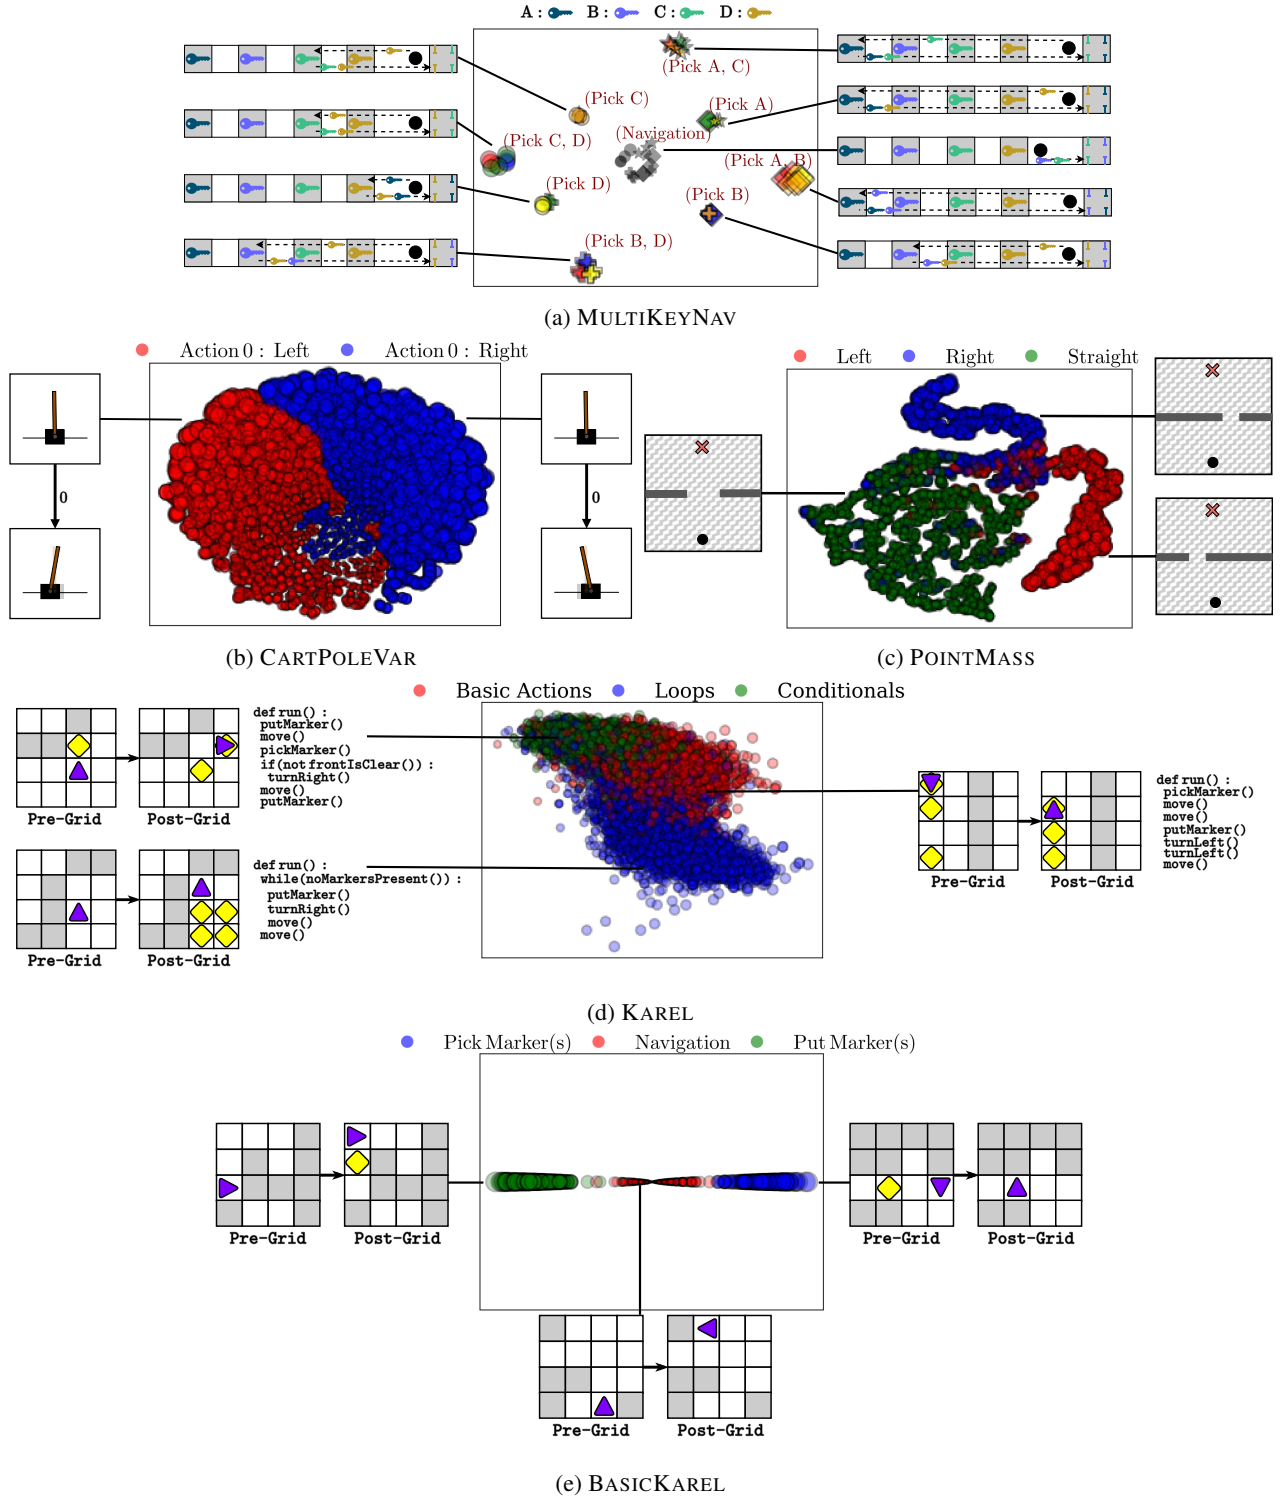 A : B : C : D :
(Pick A, C)
(Pick C)
(Pick A)
(Pick C, D)
(Navigation)
(Pick A, B)
(Pick D)
(Pick B)
(Pick B, D)
(a) MULTIKEYNAV
Action 0 : Left Action 0 : Right
0
0
(b) CARTPOLEVAR
Left Right Straight
(c) POINTMASS
Basic Actions Loops Conditionals
Pre-Grid Post-Grid
def run() :
putMarker()
move()
pickMarker()
if(not frontIsClear()) :
turnRight()
move()
putMarker()
Pre-Grid Post-Grid
def run() :
while(noMarkersPresent()) :
putMarker()
turnRight()
move()
move()
Pre-Grid Post-Grid
def run() :
pickMarker()
move()
move()
putMarker()
turnLeft()
turnLeft()
move()
(d) KAREL
Pick Marker(s) Navigation Put Marker(s)
Pre-Grid Post-Grid
Pre-Grid Post-Grid
Pre-Grid Post-Grid
(e) BASICKAREL